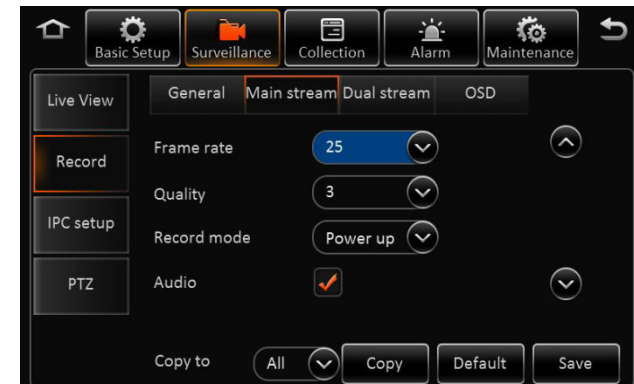 Basic Setup Surveillance Collection Alarm Maintenance
Live View
General Main stream Dual stream OSD
Record
Frame rate 25
Quality 3
IPC setup
Record mode Power up
PTZ
Audio
Copy to All Copy Default Save